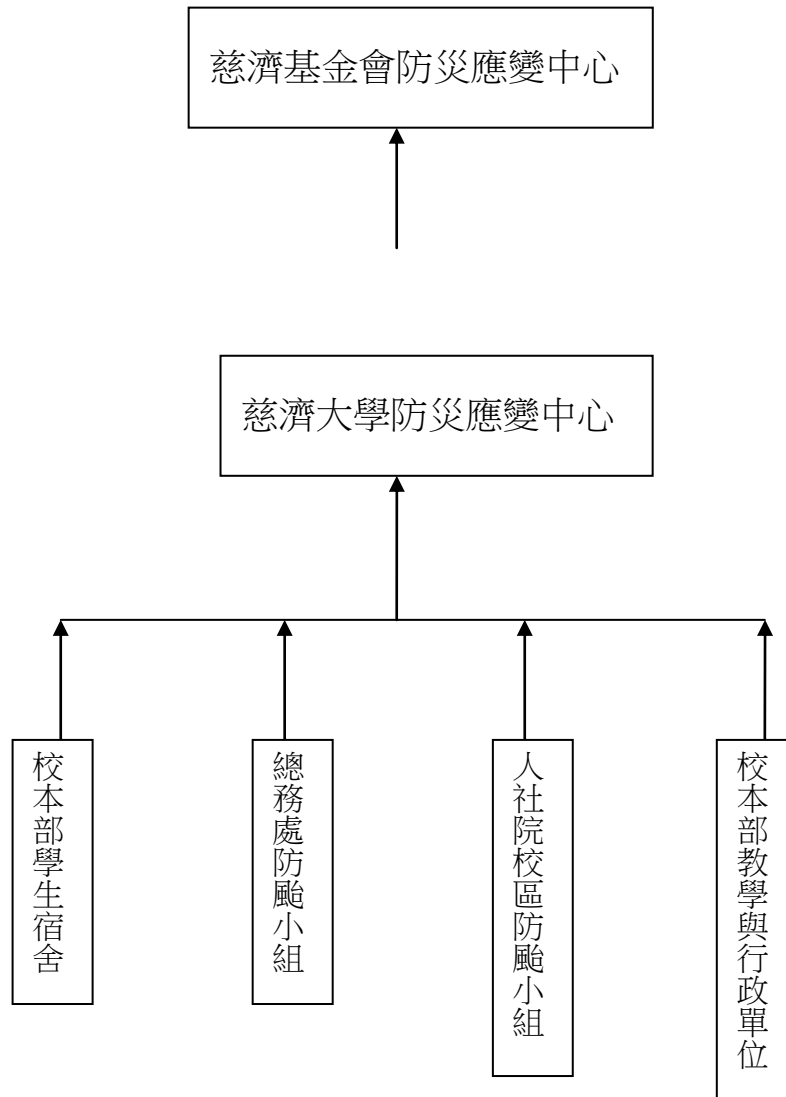 慈濟基金會防災應變中心
慈濟大學防災應變中心
校本部學生宿舍
總務處防颱小組
人社院校區防颱小組
校本部教學與行政單位